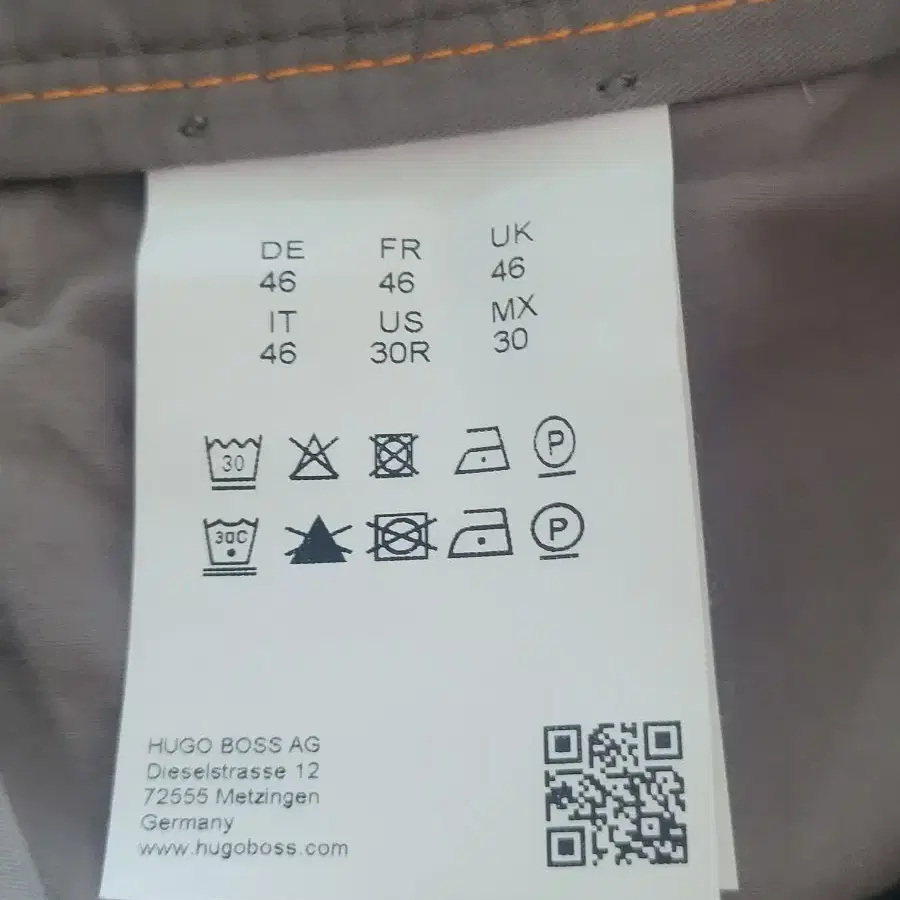 DE FR UK
46 46 46
IT US MX
46 30R 30
30 P
30C P
HUGO BOSS AG
Dieselstrasse 12
72555 Metzingen
Germany
www.hugoboss.com